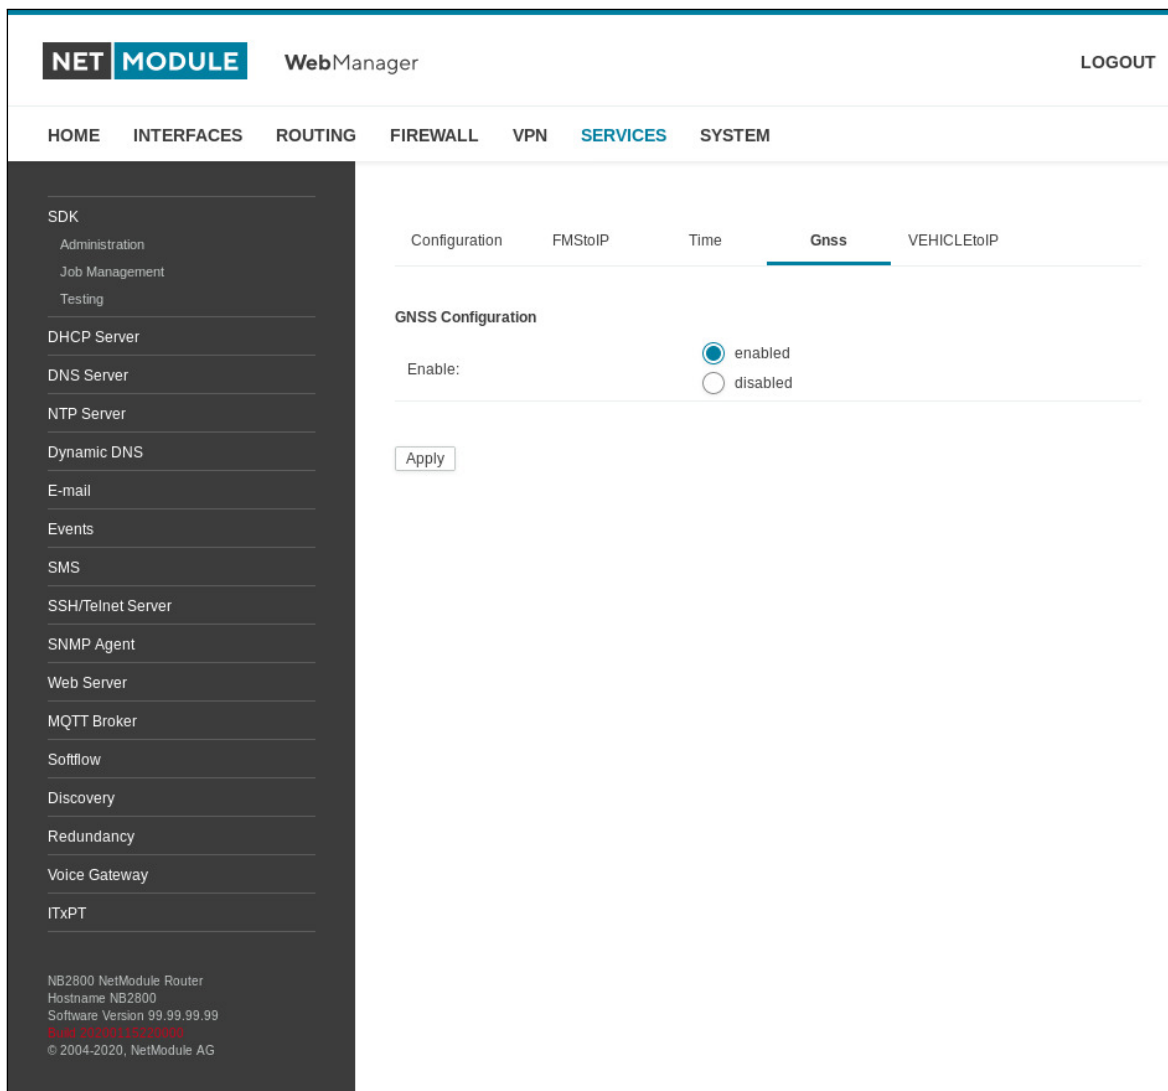 NET MODULE WebManager LOGOUT
HOME INTERFACES ROUTING FIREWALL VPN SERVICES SYSTEM
SDK
Administration
Job Management
Testing
DHCP Server
DNS Server
NTP Server
Dynamic DNS
E-mail
Events
SMS
SSH/Telnet Server
SNMP Agent
Web Server
MQTT Broker
Softflow
Discovery
Redundancy
Voice Gateway
ITxPT
NB2800 NetModule Router
Hostname NB2800
Software Version 99.99.99.99
Build
© 2004-2020, NetModule AG
Configuration FMStoIP Time Gnss VEHICLEtoIP
GNSS Configuration
Enable:
enabled
disabled
Apply